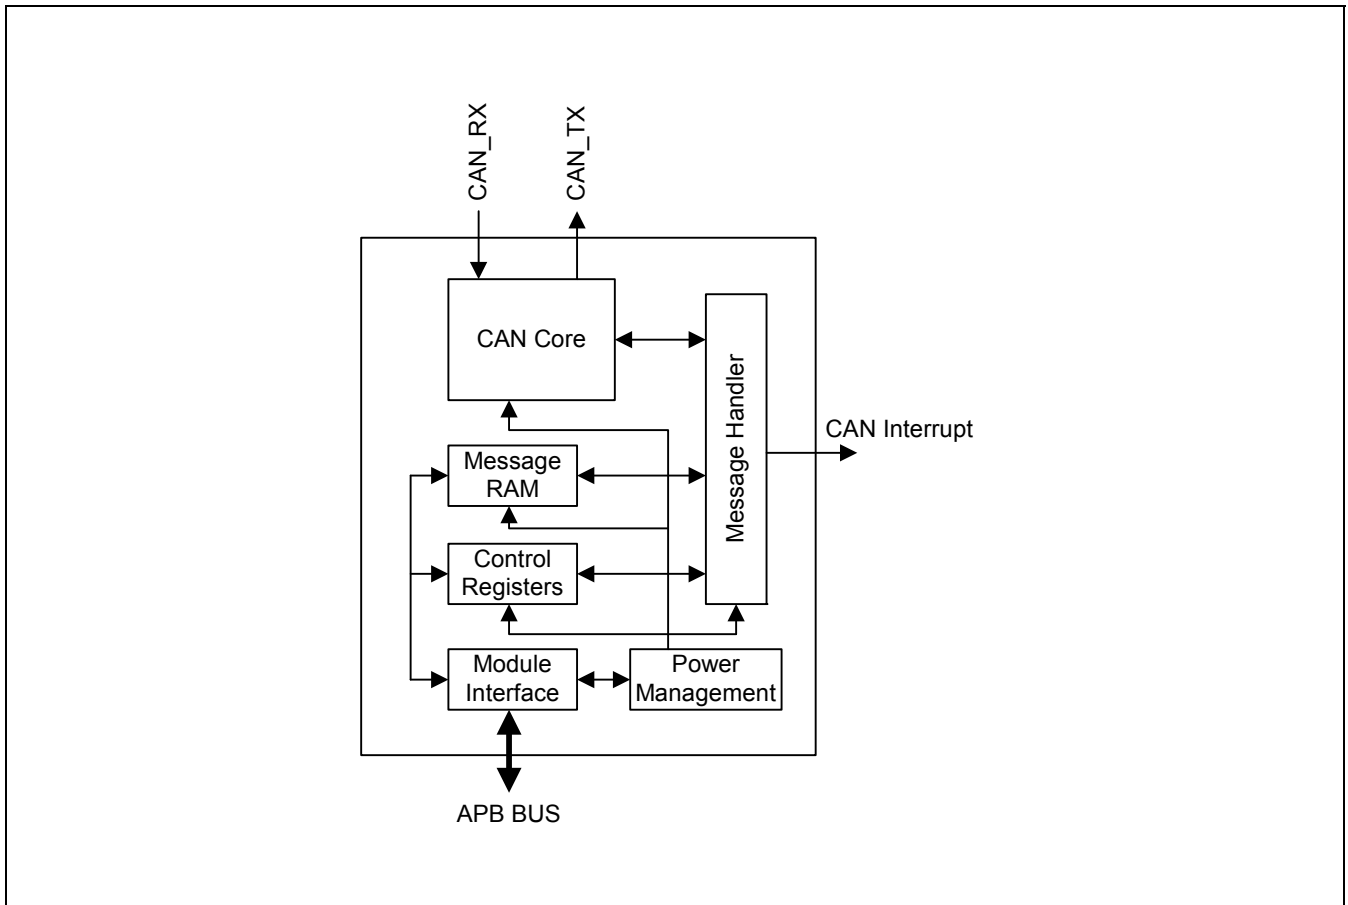 CAN_RX
CAN_TX
CAN Core
Message Handler
CAN Interrupt
Message
RAM
Control
Registers
Module
Interface
Power
Management
APB BUS